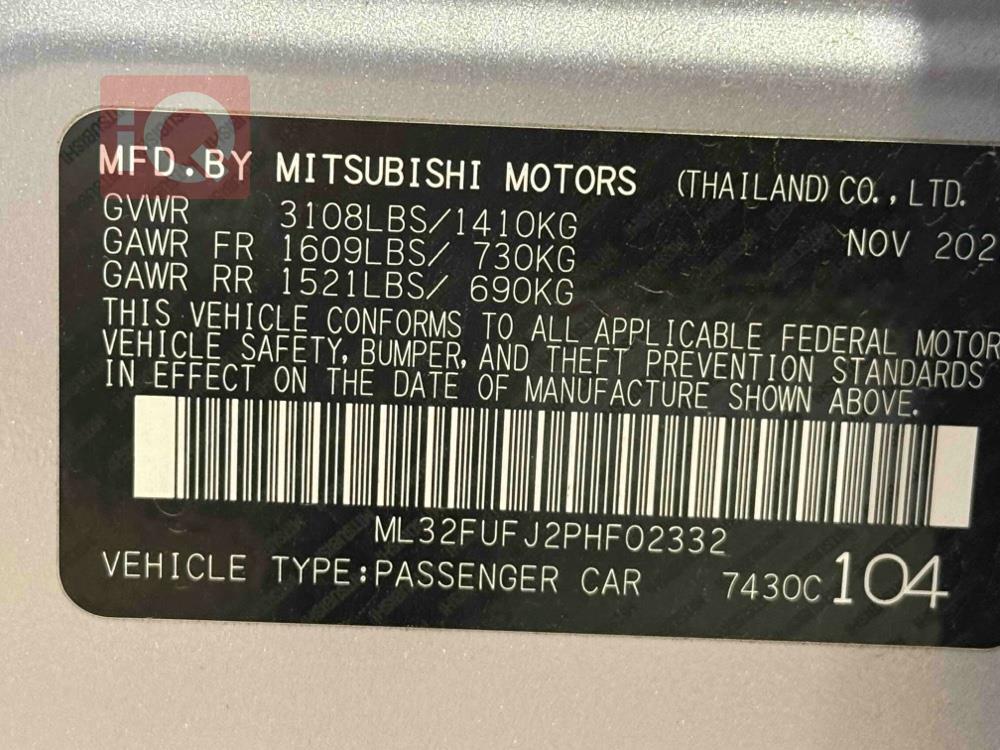 iQ
MFD.BY MITSUBISHI MOTORS (THAILAND) CO., LTD.
GVWR 3108LBS/1410KG
GAWR FR 1609LBS/ 730KG NOV 202
GAWR RR 1521LBS/ 690KG
THIS VEHICLE CONFORMS TO ALL APPLICABLE FEDERAL MOTOR
VEHICLE SAFETY, BUMPER, AND THEFT PREVENTION STANDARDS
IN EFFECT ON THE DATE OF MANUFACTURE SHOWN ABOVE.
ML32FUFJ2PHF02332
VEHICLE TYPE:PASSENGER CAR 7430C 104